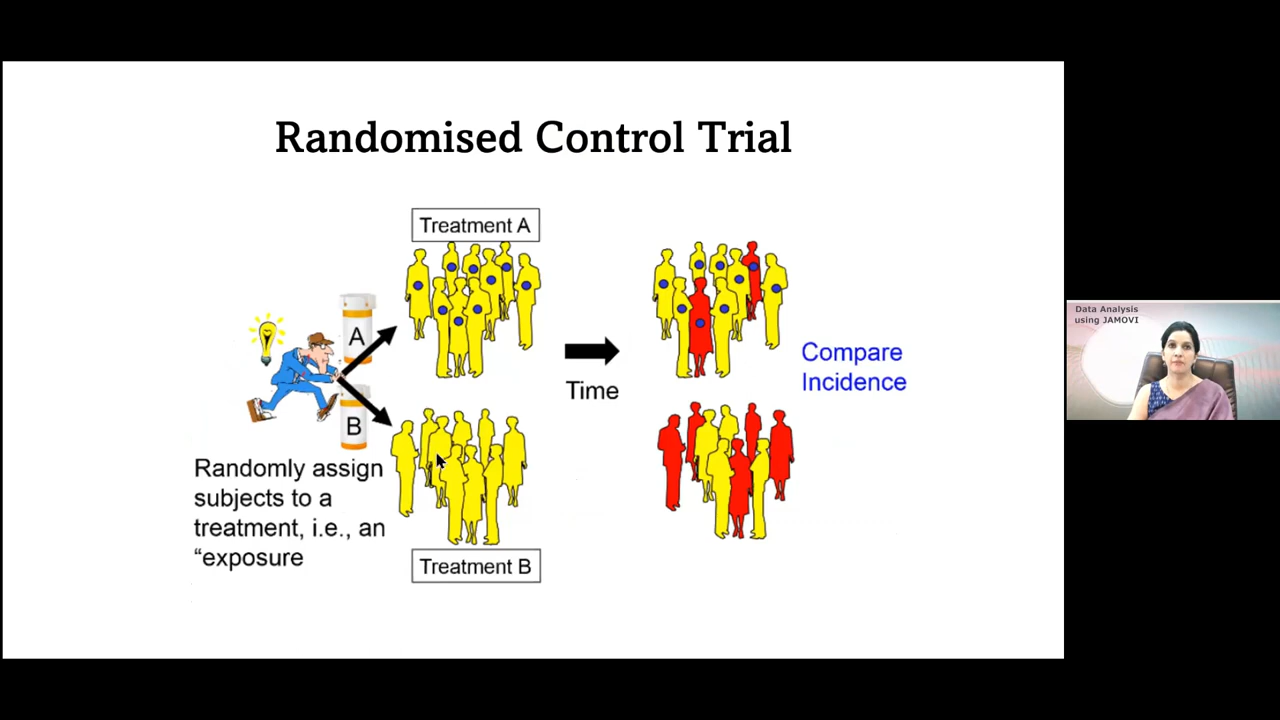 Randomised Control Trial
Treatment A
A
B
Randomly assign
subjects to a
treatment, i.e., an
“exposure
Treatment B
Time
Compare
Incidence
Data Analysis
using JAMOVI